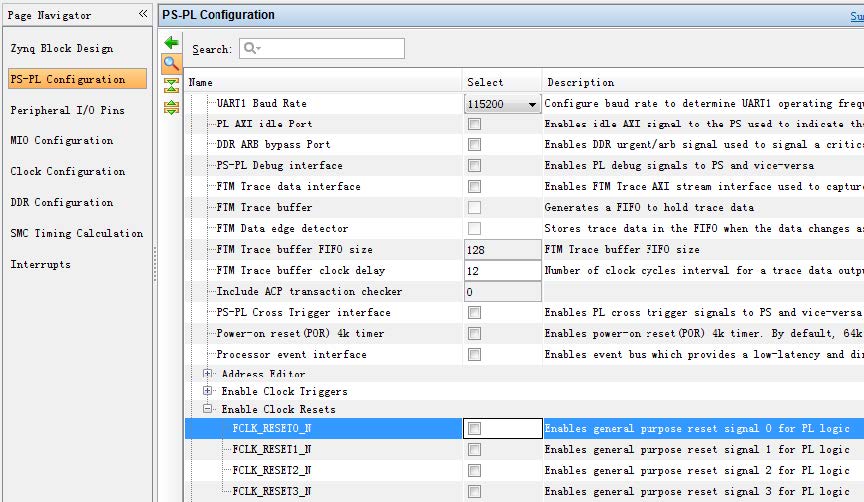 Page Navigator «
PS-PL Configuration
Su
Zynq Block Design
PS-PL Configuration
Peripheral I/O Pins
MIO Configuration
Clock Configuration
DDR Configuration
SMC Timing Calculation
Interrupts
Search:
Name Select Description
UART1 Baud Rate 115200 Configure baud rate to determine UART1 operating freq
PL AXI idle Port Enables idle AXI signal to the PS used to indicate th
DDR ARB bypass Port Enables DDR urgent/arb signal used to signal a critic
PS-PL Debug interface Enables PL debug signals to PS and vice-versa
FTM Trace data interface Enables FTM Trace AXI stream interface used to captur
FTM Trace buffer Generates a FIFO to hold trace data
FTM Data edge detector Stores trace data in the FIFO when the data changes a
FTM Trace buffer FIFO size 128 FTM Trace buffer FIFO size
FTM Trace buffer clock delay 12 Number of clock cycles interval for a trace data outp
Include ACP transaction checker 0
PS-PL Cross Trigger interface Enables PL cross trigger signals to PS and vice-versa
Power-on reset(POR) 4k timer Enables power-on reset(POR) 4k timer. By default, 64k
Processor event interface Enables event bus which provides a low-latency and di
Address Editor
Enable Clock Triggers
Enable Clock Resets
FCLK_RESET0_N Enables general purpose reset signal 0 for PL logic
FCLK_RESET1_N Enables general purpose reset signal 1 for PL logic
FCLK_RESET2_N Enables general purpose reset signal 2 for PL logic
FCLK_RESET3_N Enables general purpose reset signal 3 for PL logic